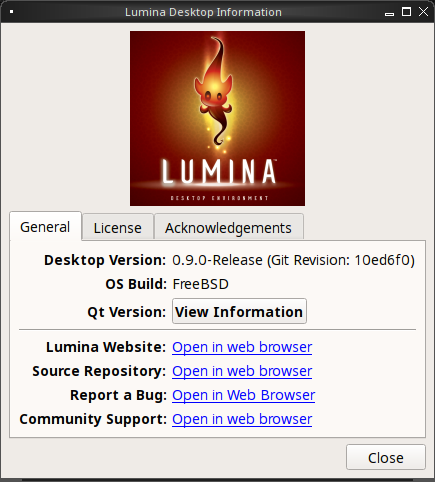 Lumina Desktop Information
LUMINA™
DESKTOP ENVIRONMENT
General License Acknowledgements
Desktop Version: 0.9.0-Release (Git Revision: 10ed6f0)
OS Build: FreeBSD
Qt Version: View Information
Lumina Website: Open in web browser
Source Repository: Open in web browser
Report a Bug: Open in Web Browser
Community Support: Open in web browser
Close